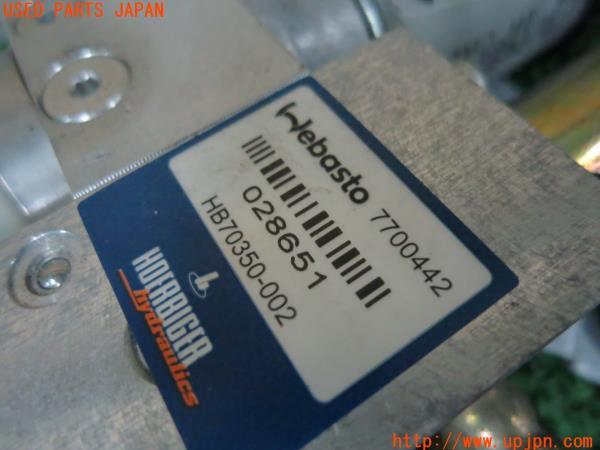 USED PARTS JAPAN
Webasto 7700442
028651
HB70350-002
HOERBIGER
hydraulics
http://www.upjpn.com/